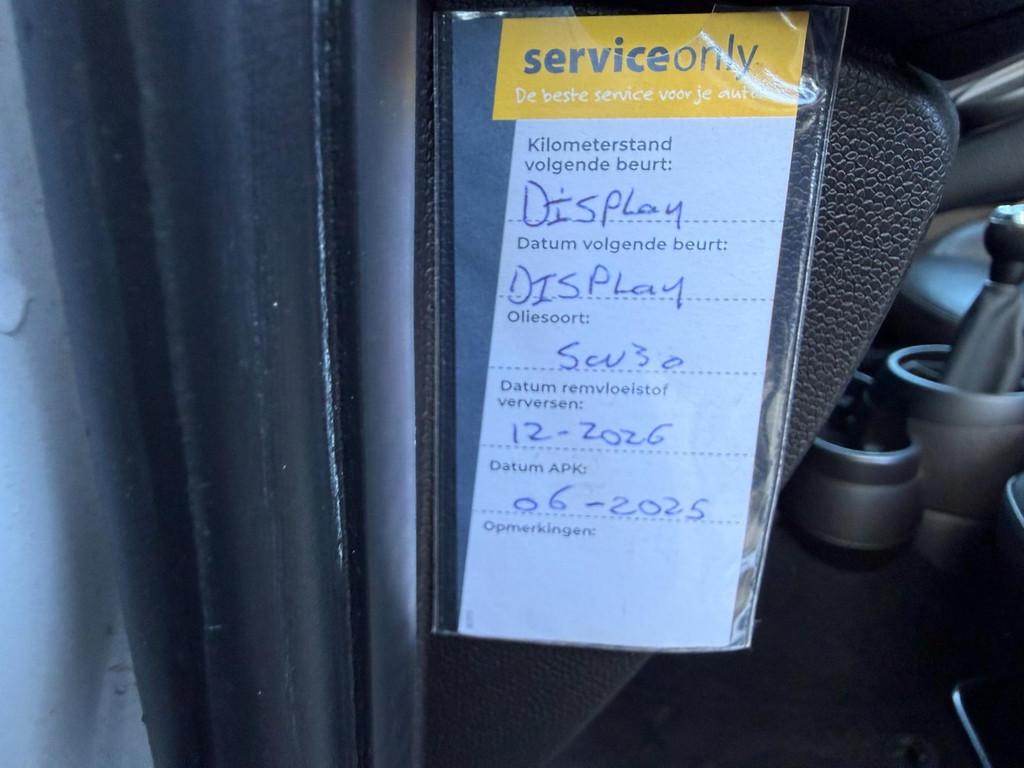 serviceonly
De beste service voor je auto
Kilometerstand
volgende beurt:
DISPLay
Datum volgende beurt:
DISPLay
Oliesoort:
5w30
Datum remvloeistof
verversen:
12-2026
Datum APK:
06-2025
Opmerkingen: